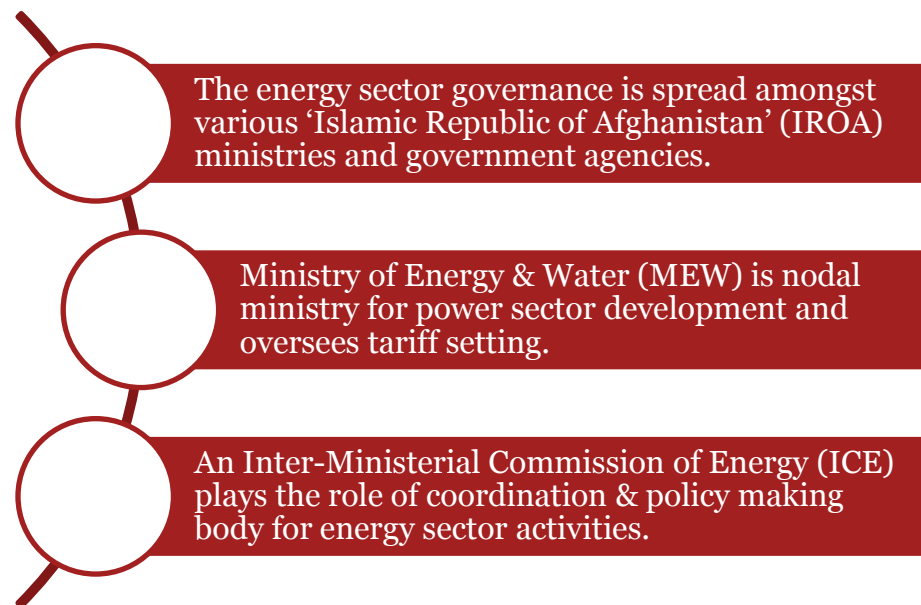 The energy sector governance is spread amongst
various ‘Islamic Republic of Afghanistan’ (IROA)
ministries and government agencies.
Ministry of Energy & Water (MEW) is nodal
ministry for power sector development and
oversees tariff setting.
An Inter-Ministerial Commission of Energy (ICE)
plays the role of coordination & policy making
body for energy sector activities.